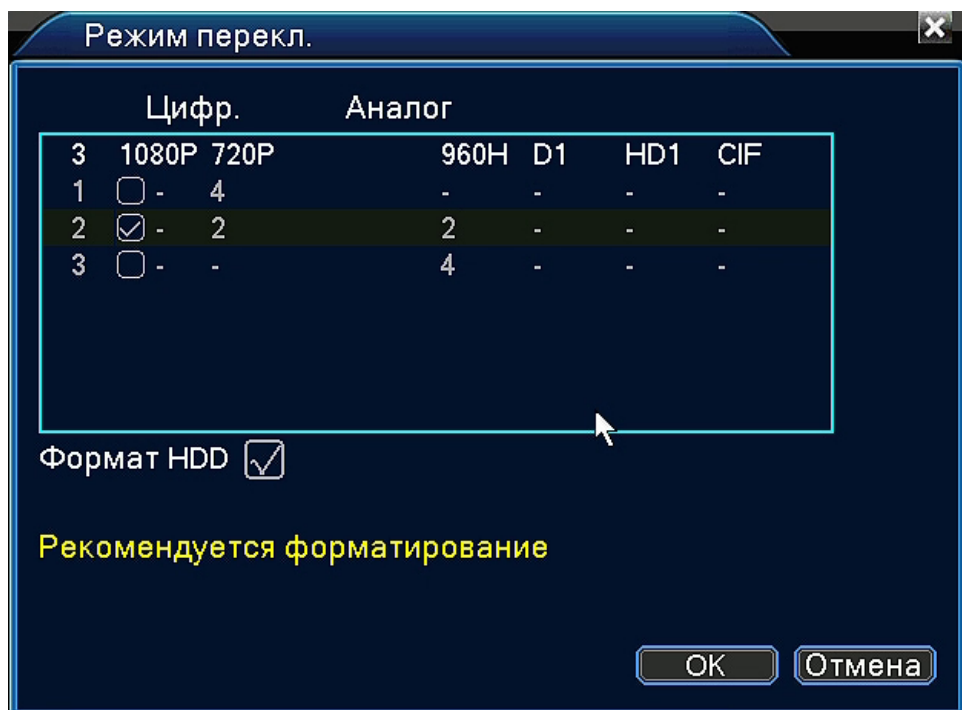 Режим перекл.
Цифр. Аналог
3 1080P 720P 960H D1 HD1 CIF
1 - 4 - - - -
2 - 2 2 - - -
3 - - 4 - - -
Формат HDD
Рекомендуется форматирование
OK Отмена